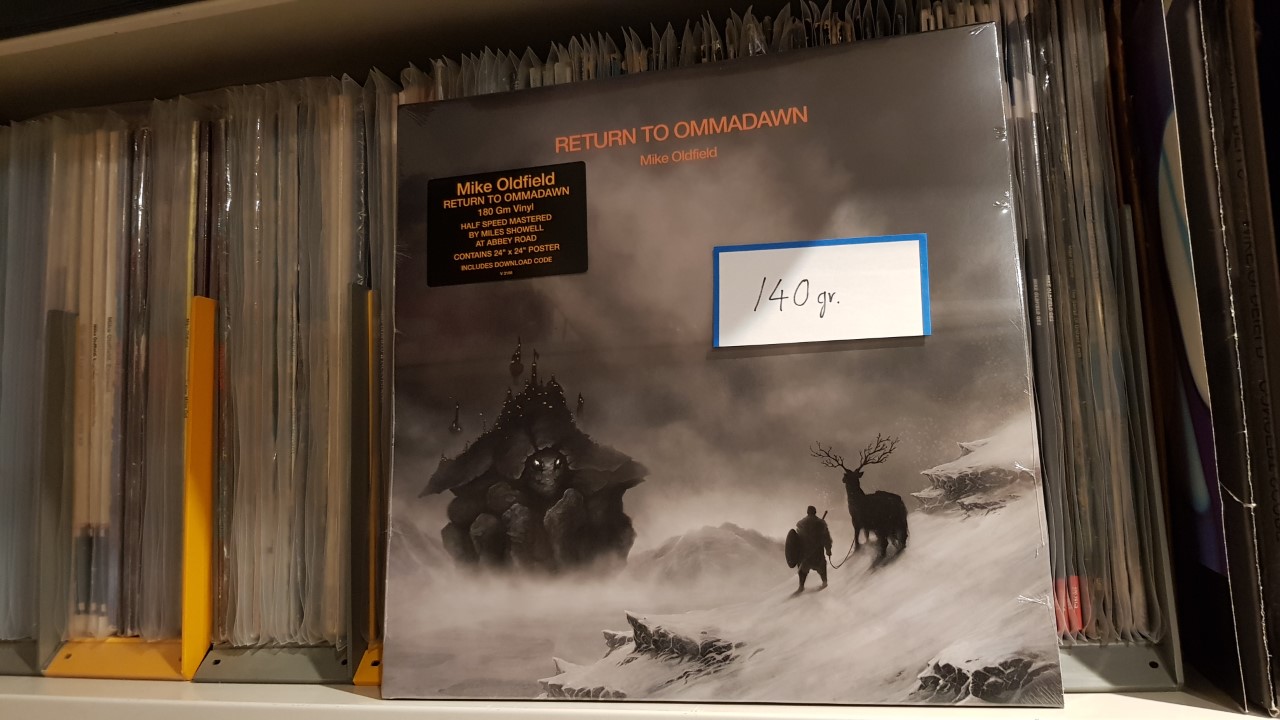 RETURN TO OMMADAWN
Mike Oldfield
Mike Oldfield
RETURN TO OMMADAWN
180 Gm Vinyl
HALF SPEED MASTERED
BY MILES SHOWELL
AT ABBEY ROAD
CONTAINS 24" x 24" POSTER
INCLUDES DOWNLOAD CODE
140 gr.